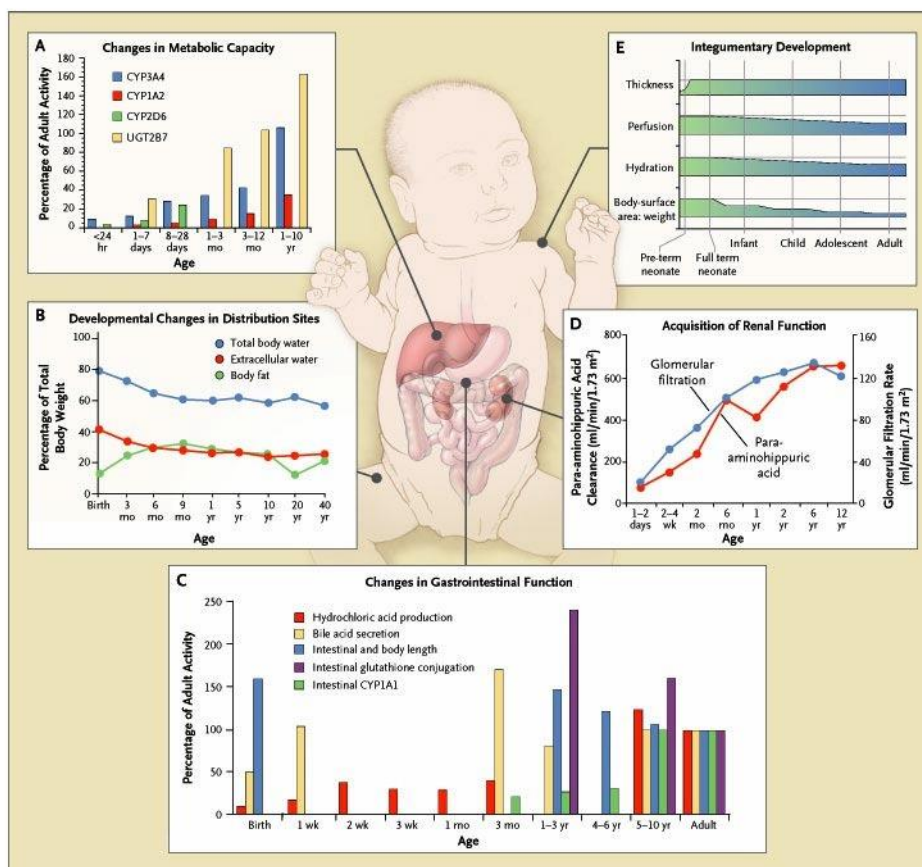 A
Changes in Metabolic Capacity
Percentage of Adult Activity
180
160
140
120
100
80
60
40
20
0
CYP3A4
CYP1A2
CYP2D6
UGT2B7
<24 hr
1–7 days
8–28 days
1–3 mo
3–12 mo
1–10 yr
Age
E
Integumentary Development
Thickness
Perfusion
Hydration
Body-surface
area: weight
Pre-term
neonate
Full term
neonate
Infant
Child
Adolescent
Adult
B
Developmental Changes in Distribution Sites
Percentage of Total
Body Weight
100
80
60
40
20
0
Total body water
Extracellular water
Body fat
Birth
3 mo
6 mo
9 mo
1 yr
5 yr
10 yr
20 yr
40 yr
Age
D
Acquisition of Renal Function
Para-aminohippuric Acid
Clearance (ml/min/1.73 m²)
800
600
400
200
0
Glomerular
filtration
Para-
aminohippuric
acid
160
120
80
40
0
Glomerular Filtration Rate
(ml/min/1.73 m²)
1–2 days
2–4 wk
2 mo
6 mo
1 yr
2 yr
6 yr
12 yr
Age
C
Changes in Gastrointestinal Function
Percentage of Adult Activity
250
200
150
100
50
0
Hydrochloric acid production
Bile acid secretion
Intestinal and body length
Intestinal glutathione conjugation
Intestinal CYP1A1
Birth
1 wk
2 wk
3 wk
1 mo
3 mo
1–3 yr
4–6 yr
5–10 yr
Adult
Age